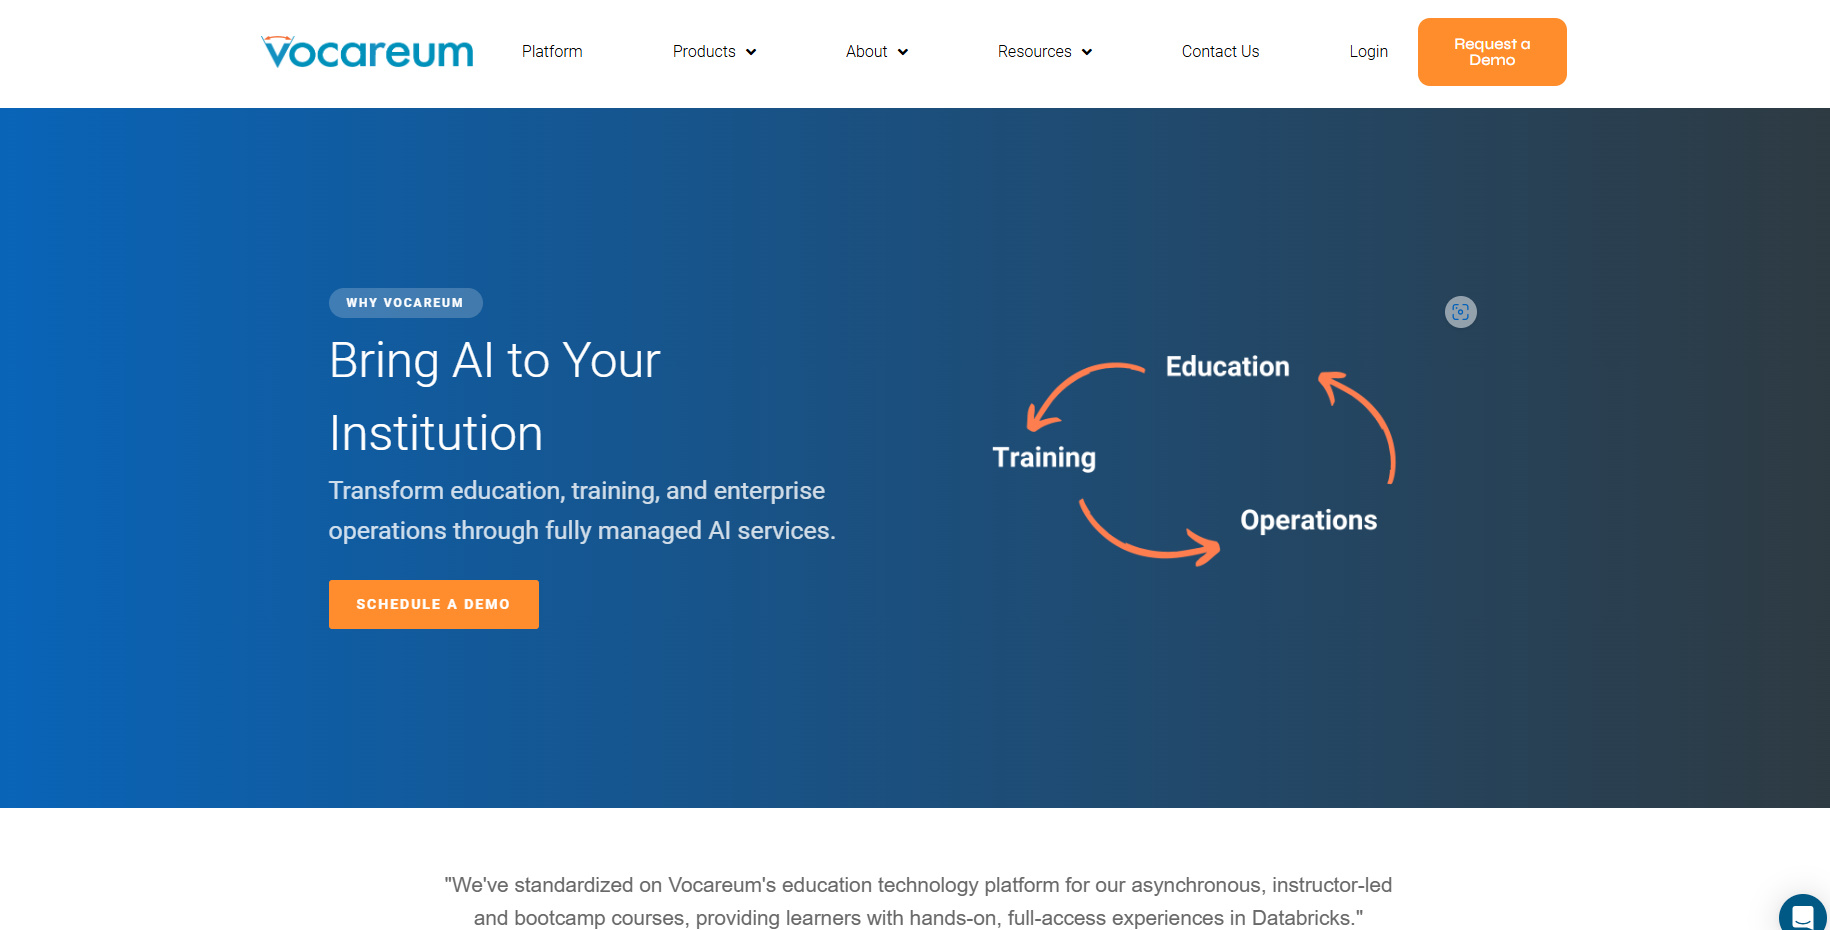 vocareum
Platform
Products
About
Resources
Contact Us
Login
Request a
Demo
WHY VOCAREUM
Bring AI to Your
Institution
Transform education, training, and enterprise
operations through fully managed AI services.
SCHEDULE A DEMO
Education
Training
Operations
"We've standardized on Vocareum's education technology platform for our asynchronous, instructor-led
and bootcamp courses, providing learners with hands-on, full-access experiences in Databricks."